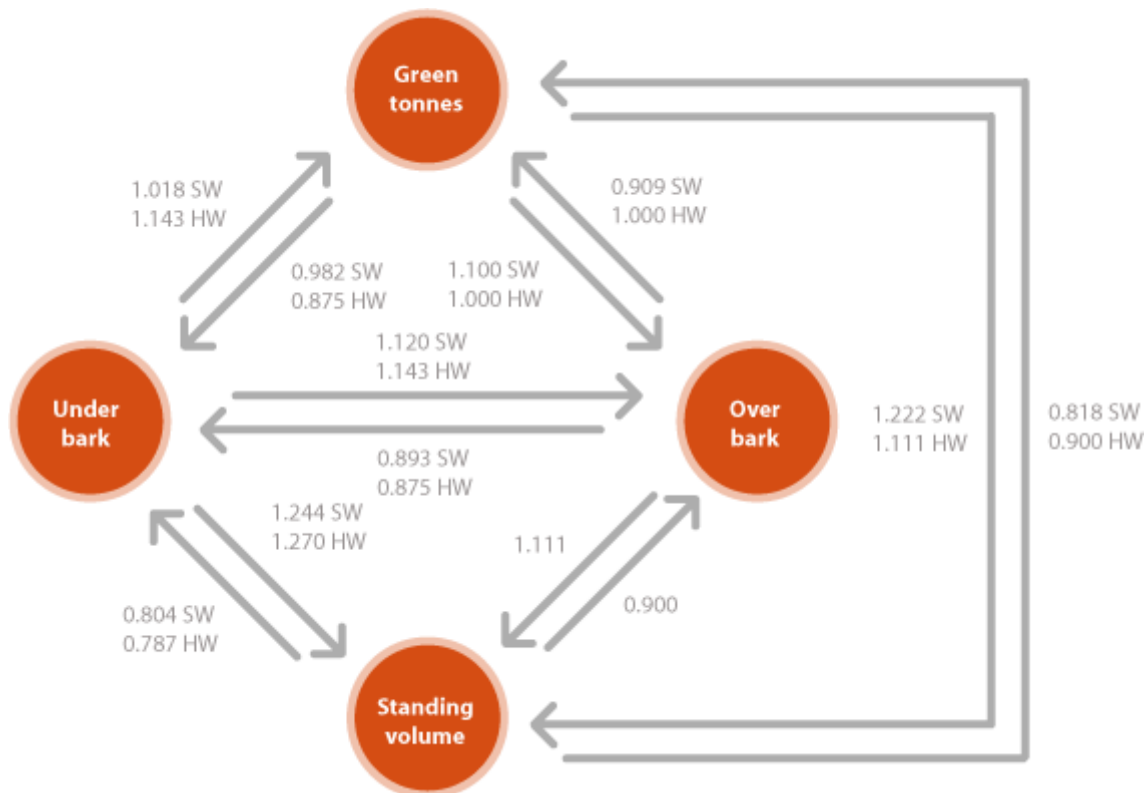 Green
tonnes
1.018 SW
1.143 HW
0.909 SW
1.000 HW
0.982 SW
0.875 HW
1.100 SW
1.000 HW
1.120 SW
1.143 HW
Under
bark
Over
bark
1.222 SW
1.111 HW
0.818 SW
0.900 HW
0.893 SW
0.875 HW
1.244 SW
1.270 HW
1.111
0.900
0.804 SW
0.787 HW
Standing
volume